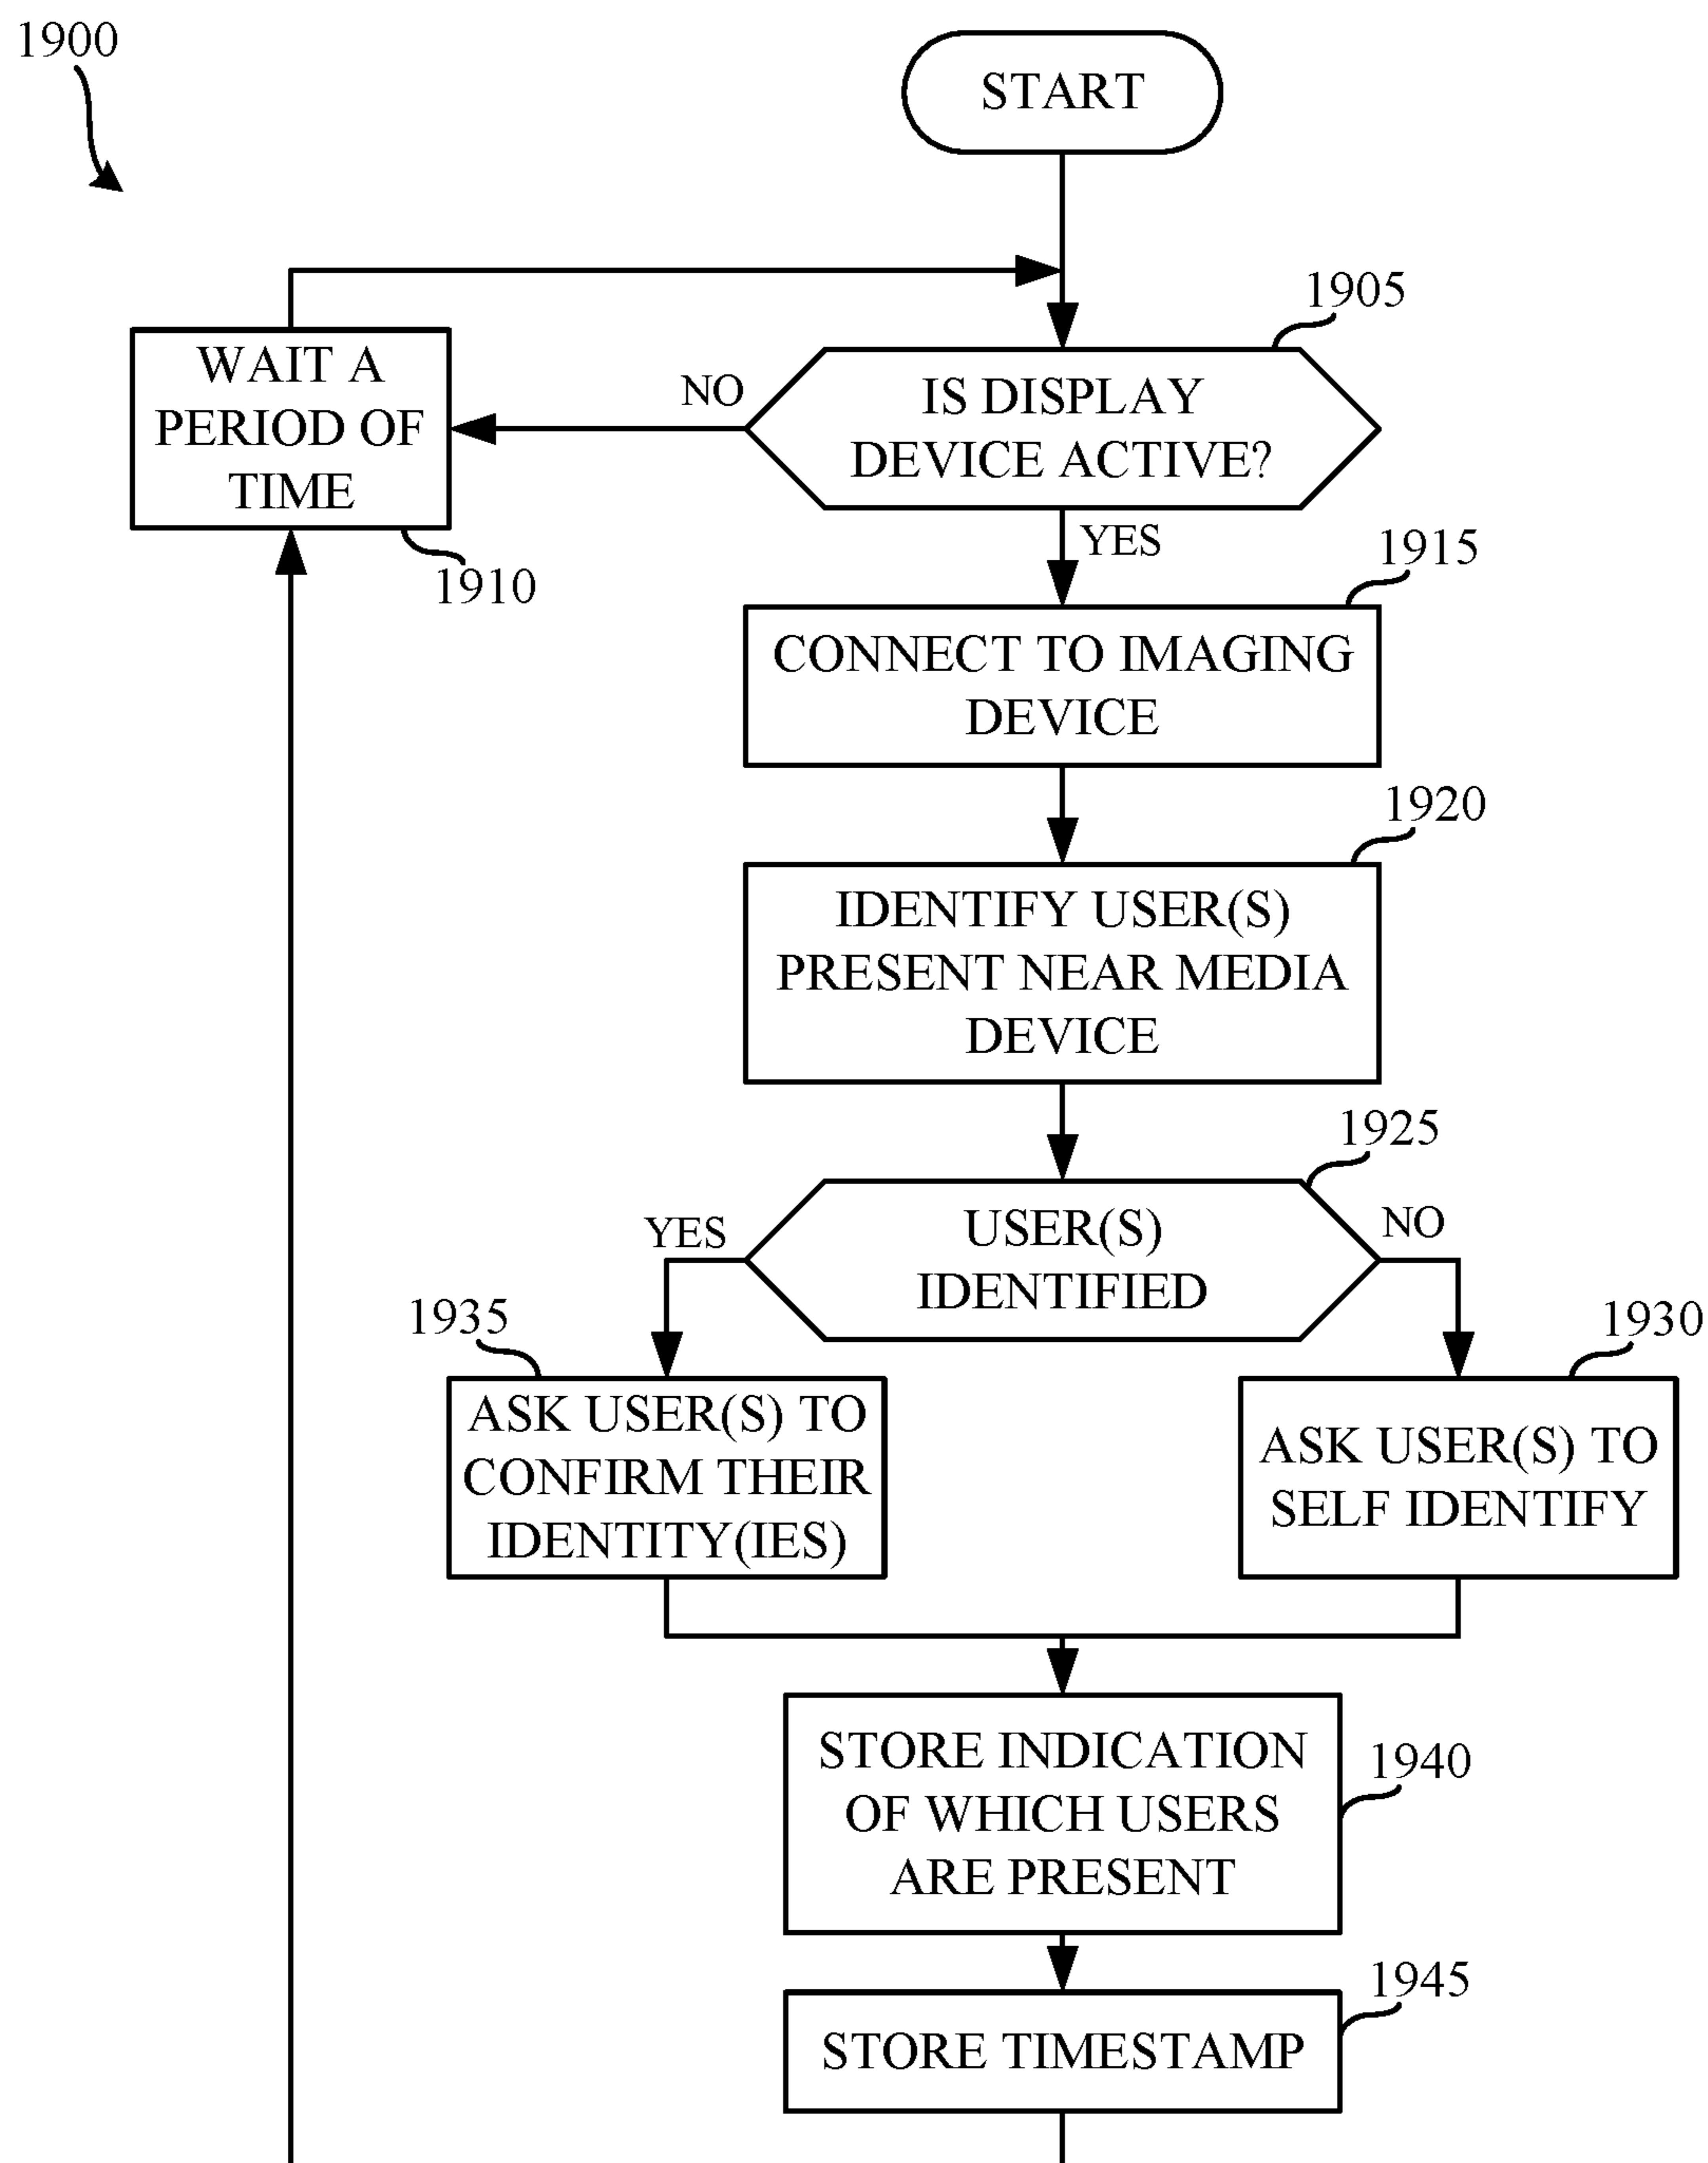 1900
START
1905
WAIT A
PERIOD OF
TIME
NO
IS DISPLAY
DEVICE ACTIVE?
YES
1910
1915
CONNECT TO IMAGING
DEVICE
1920
IDENTIFY USER(S)
PRESENT NEAR MEDIA
DEVICE
1925
YES
USER(S)
IDENTIFIED
NO
1935
1930
ASK USER(S) TO
CONFIRM THEIR
IDENTITY(IES)
ASK USER(S) TO
SELF IDENTIFY
STORE INDICATION
OF WHICH USERS
ARE PRESENT
1940
1945
STORE TIMESTAMP